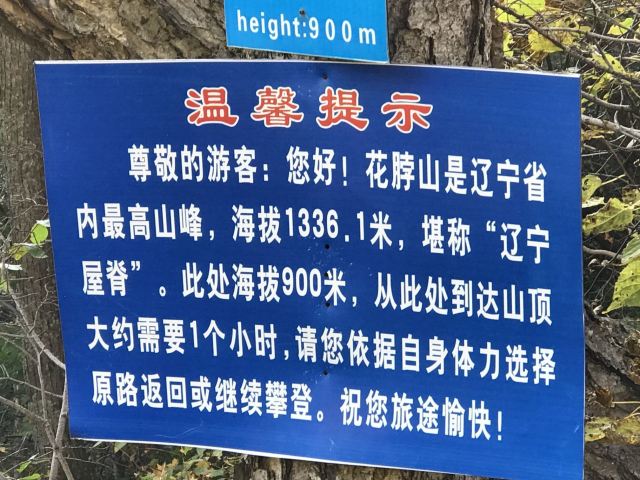 height:900m
温馨提示
尊敬的游客：您好！花脖山是辽宁省
内最高山峰，海拔1336.1米，堪称“辽宁
屋脊”。此处海拔900米，从此处到达山顶
大约需要1个小时,请您依据自身体力选择
原路返回或继续攀登。祝您旅途愉快!